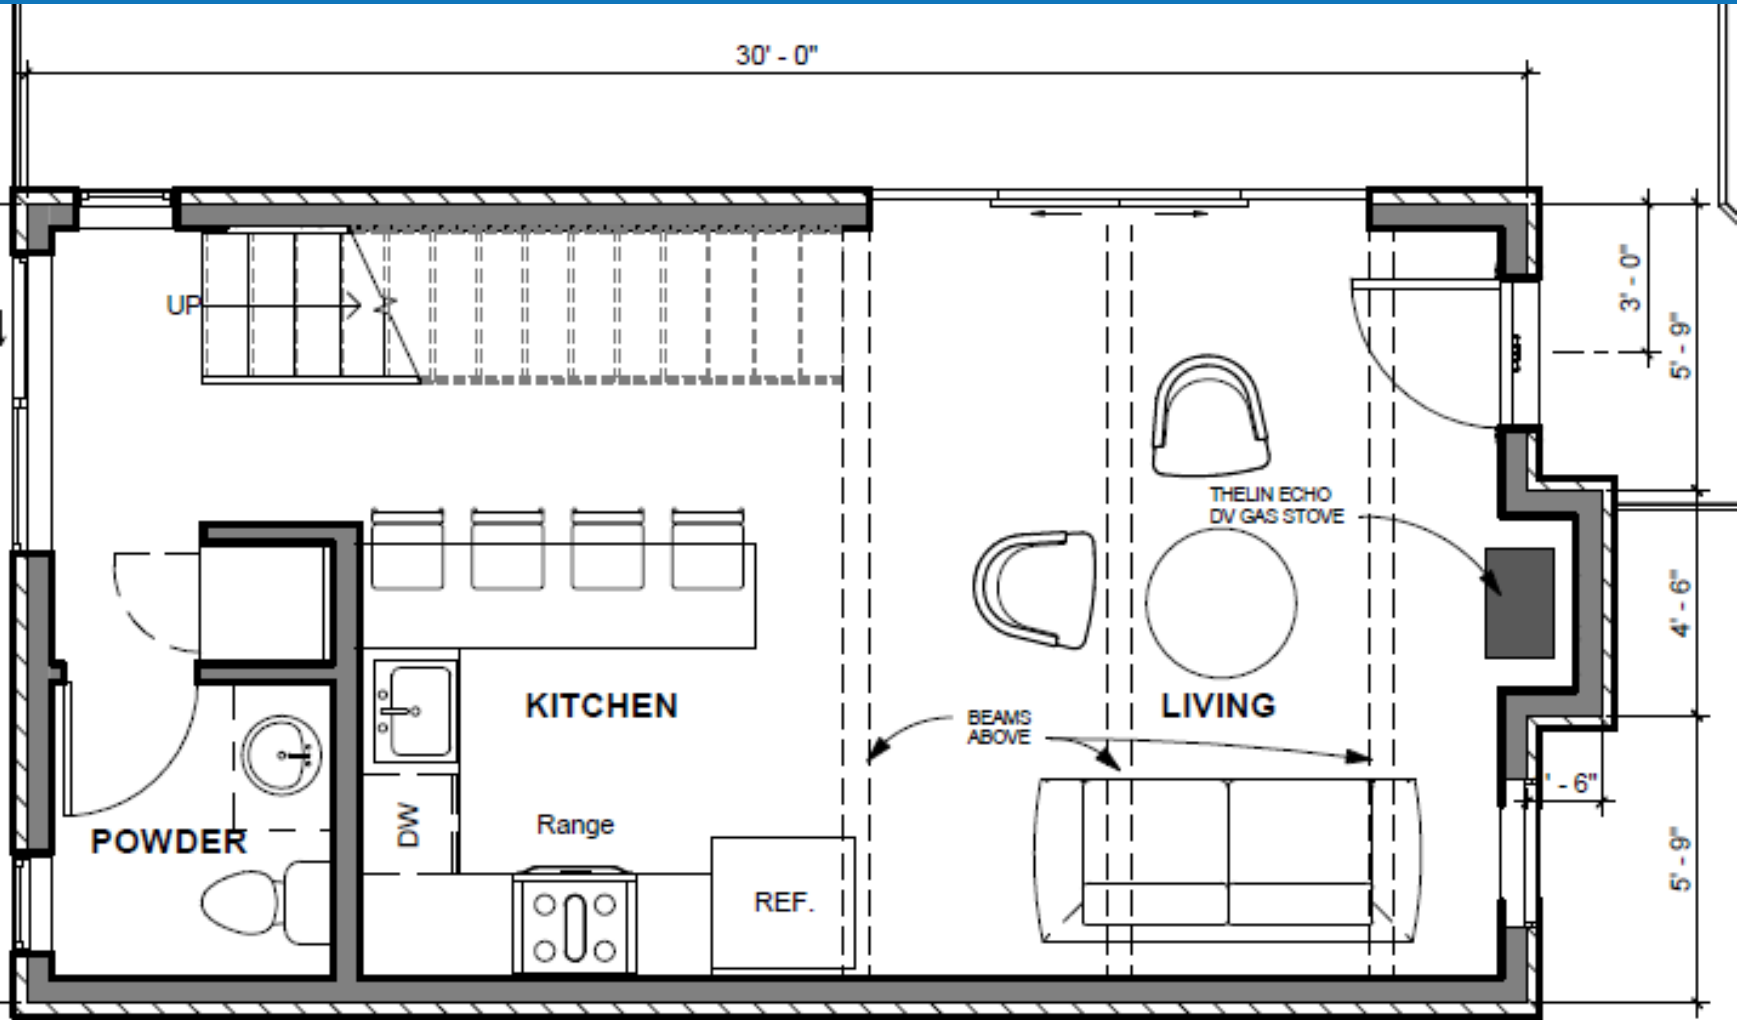 30' - 0"
UP
3' - 0"
5' - 9"
THELIN ECHO
DV GAS STOVE
4' - 6"
KITCHEN
LIVING
BEAMS
ABOVE
' - 6"
DW
Range
POWDER
5' - 9"
REF.